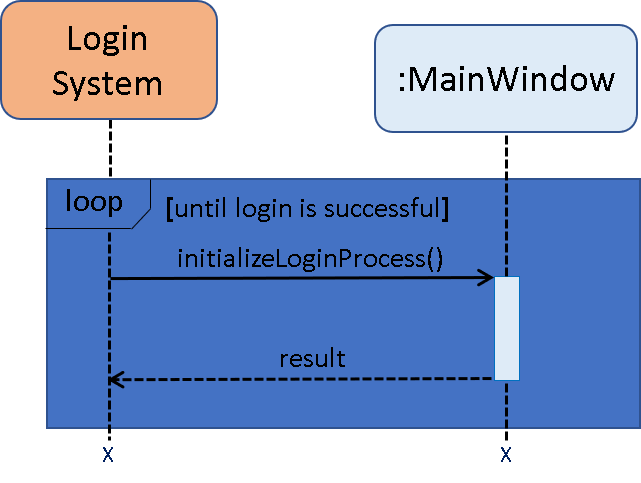 Login
System
:MainWindow
loop
[until login is successful]
initializeLoginProcess()
result
X
X